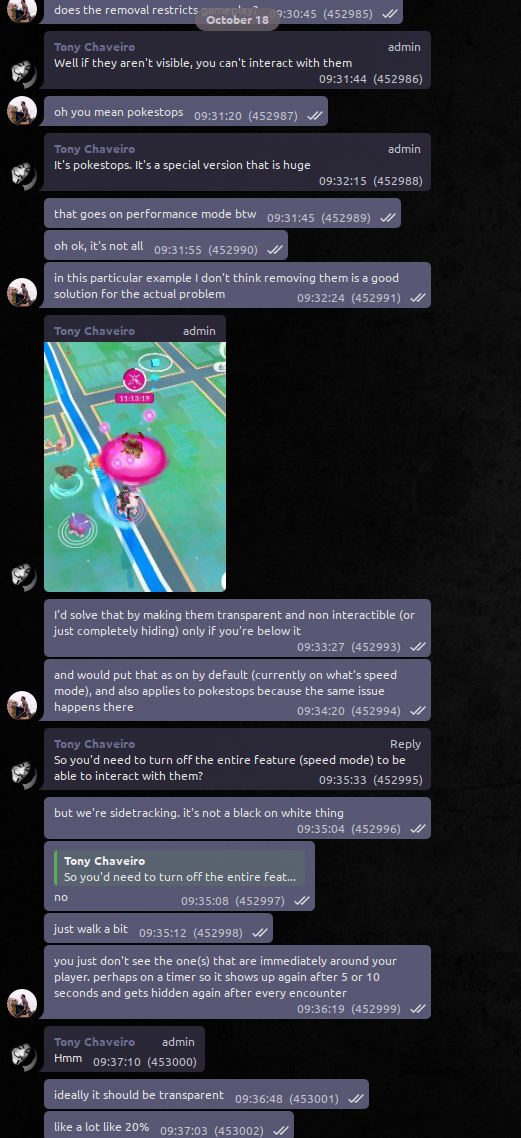 does the removal restricts gameplay? 09:30:45 (452985)
October 18
Tony Chaveiro admin
Well if they aren't visible, you can't interact with them
09:31:44 (452986)
oh you mean pokestops 09:31:20 (452987)
Tony Chaveiro admin
It's pokestops. It's a special version that is huge
09:32:15 (452988)
that goes on performance mode btw 09:31:45 (452989)
oh ok, it's not all 09:31:55 (452990)
in this particular example I don't think removing them is a good
solution for the actual problem 09:32:24 (452991)
Tony Chaveiro admin
6:
11:13:19
I'd solve that by making them transparent and non interactible (or
just completely hiding) only if you're below it
09:33:27 (452993)
and would put that as on by default (currently on what's speed
mode), and also applies to pokestops because the same issue
happens there 09:34:20 (452994)
Tony Chaveiro Reply
So you'd need to turn off the entire feature (speed mode) to be
able to interact with them? 09:35:33 (452995)
but we're sidetracking. it's not a black on white thing
09:35:04 (452996)
Tony Chaveiro
So you'd need to turn off the entire feat...
no 09:35:08 (452997)
just walk a bit 09:35:12 (452998)
you just don't see the one(s) that are immediately around your
player. perhaps on a timer so it shows up again after 5 or 10
seconds and gets hidden again after every encounter
09:36:19 (452999)
Tony Chaveiro admin
Hmm 09:37:10 (453000)
ideally it should be transparent 09:36:48 (453001)
like a lot like 20% 09:37:03 (453002)